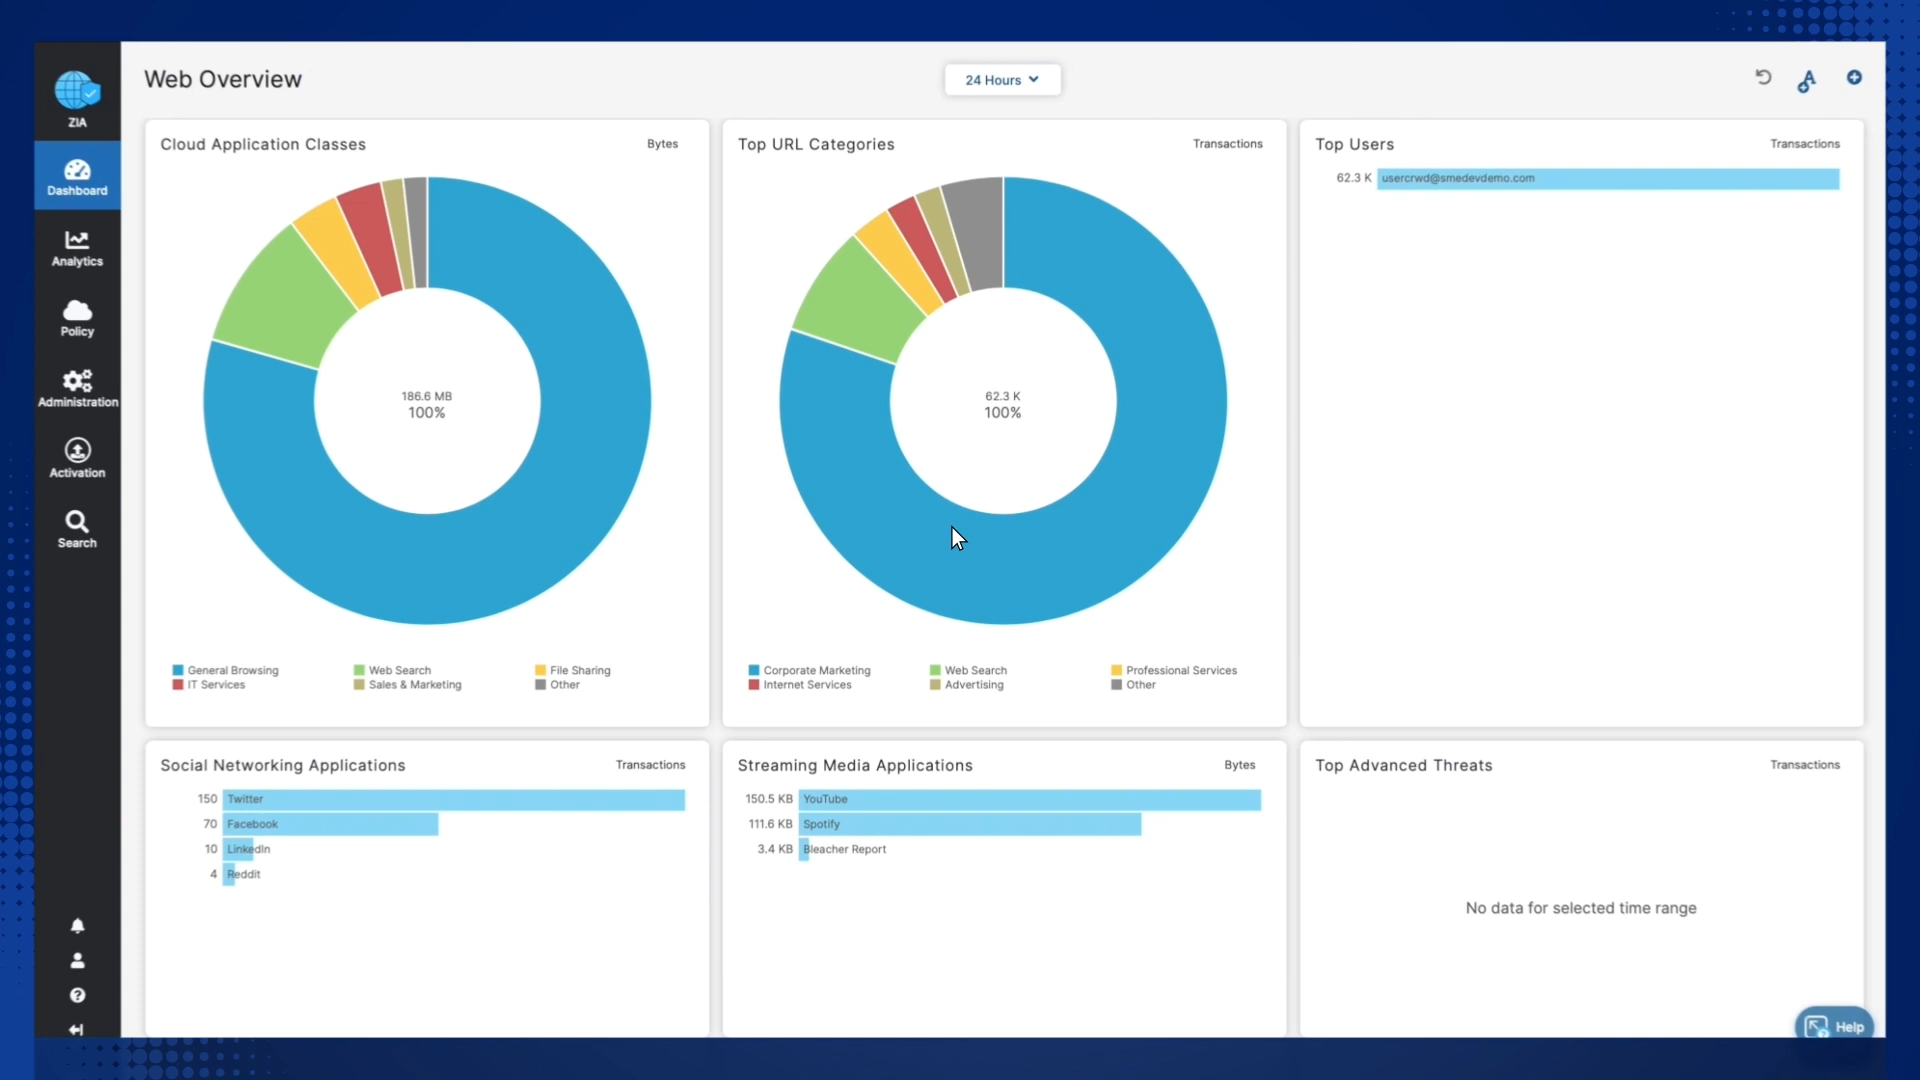 ZIA
Dashboard
Analytics
Policy
Administration
Activation
Search
Web Overview
24 Hours
Cloud Application Classes
Bytes
186.6 MB
100%
General Browsing
Web Search
File Sharing
IT Services
Sales & Marketing
Other
Top URL Categories
Transactions
62.3 K
100%
Corporate Marketing
Web Search
Professional Services
Internet Services
Advertising
Other
Top Users
Transactions
62.3 K usercrwd@smedevdemo.com
Social Networking Applications
Transactions
150 Twitter
70 Facebook
10 LinkedIn
4 Reddit
Streaming Media Applications
Bytes
150.5 KB YouTube
111.6 KB Spotify
3.4 KB Bleacher Report
Top Advanced Threats
Transactions
No data for selected time range
Help